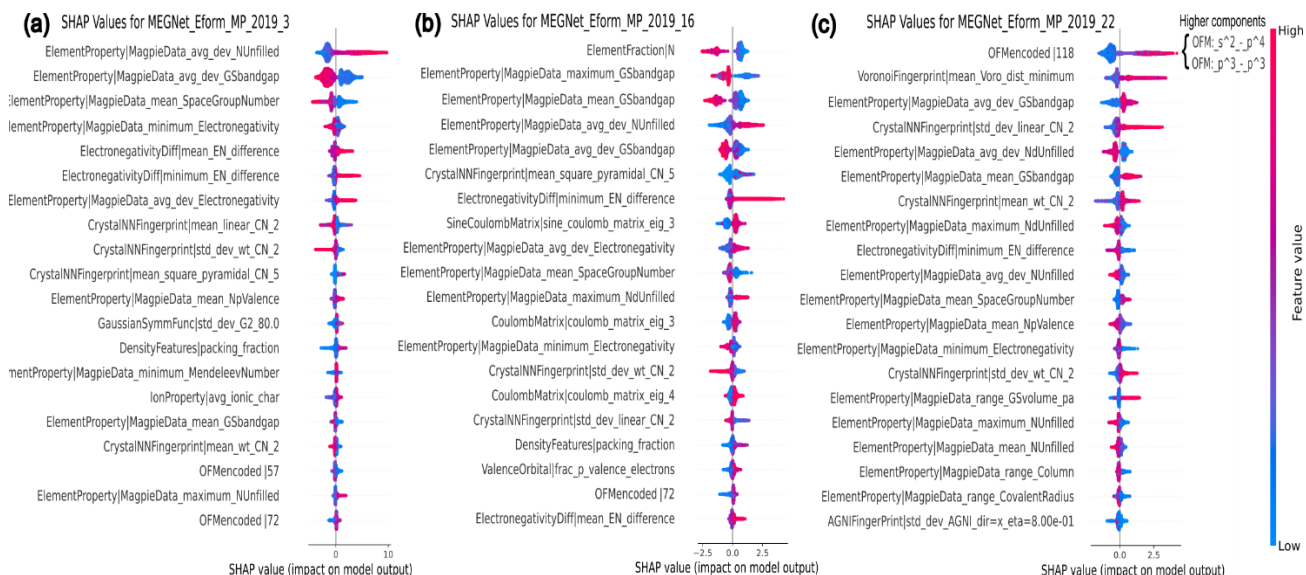 (a) SHAP Values for MEGNet_Eform_MP_2019_3
ElementProperty|MagpieData_avg_dev_NUnfilled
ElementProperty|MagpieData_avg_dev_GSbandgap
ElementProperty|MagpieData_mean_SpaceGroupNumber
lementProperty|MagpieData_minimum_Electronegativity
ElectronegativityDiff|mean_EN_difference
ElectronegativityDiff|minimum_EN_difference
ElementProperty|MagpieData_avg_dev_Electronegativity
CrystalNNFingerprint|mean_linear_CN_2
CrystalNNFingerprint|std_dev_wt_CN_2
CrystalNNFingerprint|mean_square_pyramidal_CN_5
ElementProperty|MagpieData_mean_NpValence
GaussianSymmFunc|std_dev_G2_80.0
DensityFeatures|packing_fraction
mentProperty|MagpieData_minimum_MendeleevNumber
IonProperty|avg_ionic_char
ElementProperty|MagpieData_mean_GSbandgap
CrystalNNFingerprint|mean_wt_CN_2
OFMencoded |57
ElementProperty|MagpieData_maximum_NUnfilled
OFMencoded |72
0 10
SHAP value (impact on model output)
(b) SHAP Values for MEGNet_Eform_MP_2019_16
ElementFraction|N
ElementProperty|MagpieData_maximum_GSbandgap
ElementProperty|MagpieData_mean_GSbandgap
ElementProperty|MagpieData_avg_dev_NUnfilled
ElementProperty|MagpieData_avg_dev_GSbandgap
CrystalNNFingerprint|mean_square_pyramidal_CN_5
ElectronegativityDiff|minimum_EN_difference
SineCoulombMatrix|sine_coulomb_matrix_eig_3
ElementProperty|MagpieData_avg_dev_Electronegativity
ElementProperty|MagpieData_mean_SpaceGroupNumber
ElementProperty|MagpieData_maximum_NdUnfilled
CoulombMatrix|coulomb_matrix_eig_3
ElementProperty|MagpieData_minimum_Electronegativity
CrystalNNFingerprint|std_dev_wt_CN_2
CoulombMatrix|coulomb_matrix_eig_4
CrystalNNFingerprint|std_dev_linear_CN_2
DensityFeatures|packing_fraction
ValenceOrbital|frac_p_valence_electrons
OFMencoded |72
ElectronegativityDiff|mean_EN_difference
−2.5 0.0 2.5
SHAP value (impact on model output)
(c) SHAP Values for MEGNet_Eform_MP_2019_22
OFMencoded |118
VoronoiFingerprint|mean_Voro_dist_minimum
ElementProperty|MagpieData_avg_dev_GSbandgap
CrystalNNFingerprint|std_dev_linear_CN_2
ElementProperty|MagpieData_avg_dev_NdUnfilled
ElementProperty|MagpieData_mean_GSbandgap
CrystalNNFingerprint|mean_wt_CN_2
ElementProperty|MagpieData_maximum_NdUnfilled
ElectronegativityDiff|minimum_EN_difference
ElementProperty|MagpieData_avg_dev_NUnfilled
ElementProperty|MagpieData_mean_SpaceGroupNumber
ElementProperty|MagpieData_mean_NpValence
ElementProperty|MagpieData_minimum_Electronegativity
CrystalNNFingerprint|std_dev_wt_CN_2
ElementProperty|MagpieData_range_GSvolume_pa
ElementProperty|MagpieData_maximum_NUnfilled
ElementProperty|MagpieData_mean_NUnfilled
ElementProperty|MagpieData_range_Column
ElementProperty|MagpieData_range_CovalentRadius
AGNIFingerPrint|std_dev_AGNI_dir=x_eta=8.00e-01
0.0 2.5
SHAP value (impact on model output)
Higher components
OFM: s^2 - p^4
OFM: p^3 - p^3
High
Feature value
Low